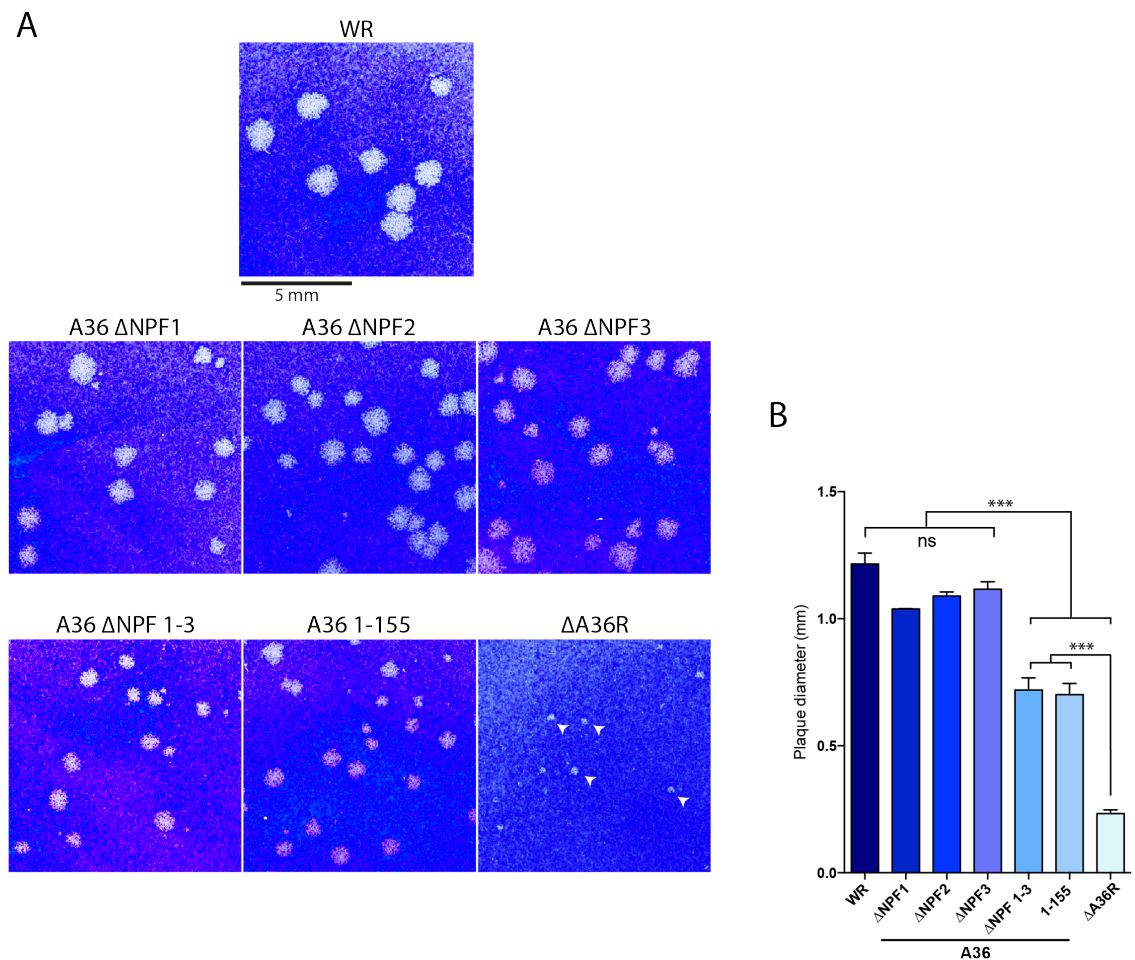 A
WR
5 mm
A36 ΔNPF1
A36 ΔNPF2
A36 ΔNPF3
A36 ΔNPF 1-3
A36 1-155
ΔA36R
B
Plaque diameter (mm)
1.5
1.0
0.5
0.0
***
ns
***
WR
ΔNPF1
ΔNPF2
ΔNPF3
ΔNPF 1-3
1-155
ΔA36R
A36